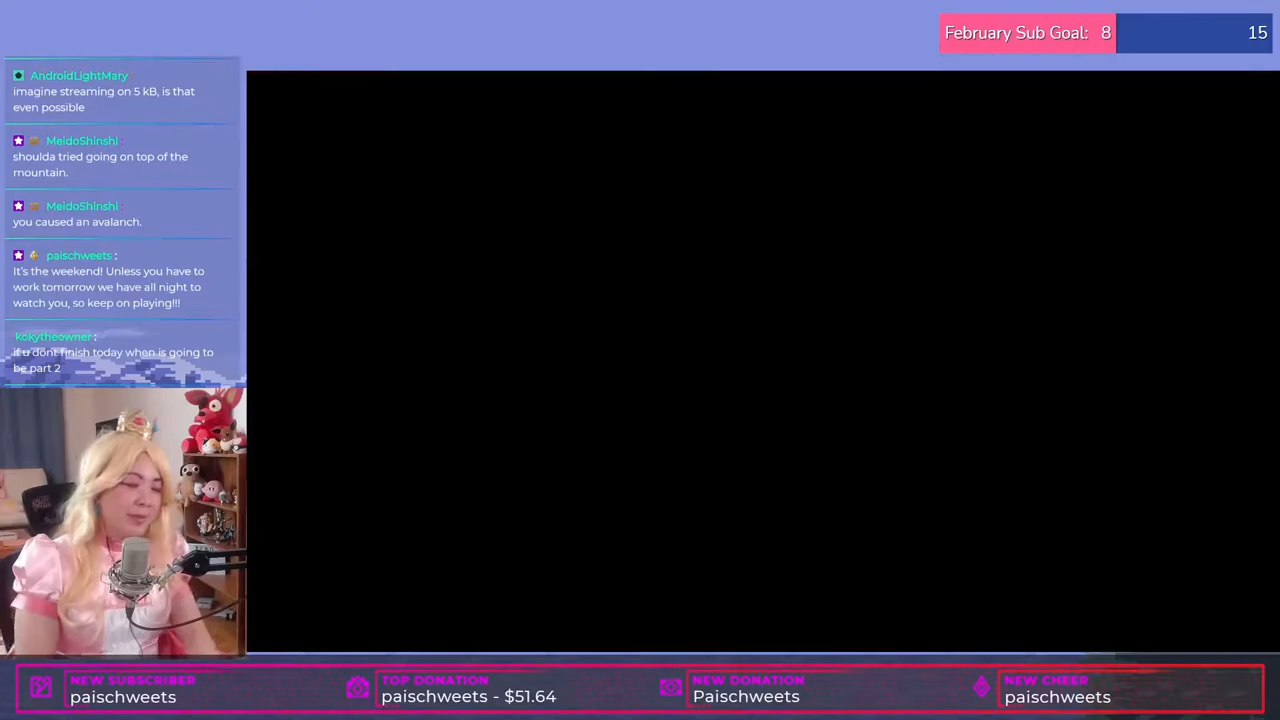 February Sub Goal: 8 15
AndroidLightMary
imagine streaming on 5 kB, is that
even possible
MeidoShinshi
shoulda tried going on top of the
mountain.
MeidoShinshi
you caused an avalanch.
paischweets :
It's the weekend! Unless you have to
work tomorrow we have all night to
watch you, so keep on playing!!!
kokytheowner :
if u dont finish today when is going to
be part 2
NEW SUBSCRIBER
paischweets
TOP DONATION
paischweets - $51.64
NEW DONATION
Paischweets
NEW CHEER
paischweets